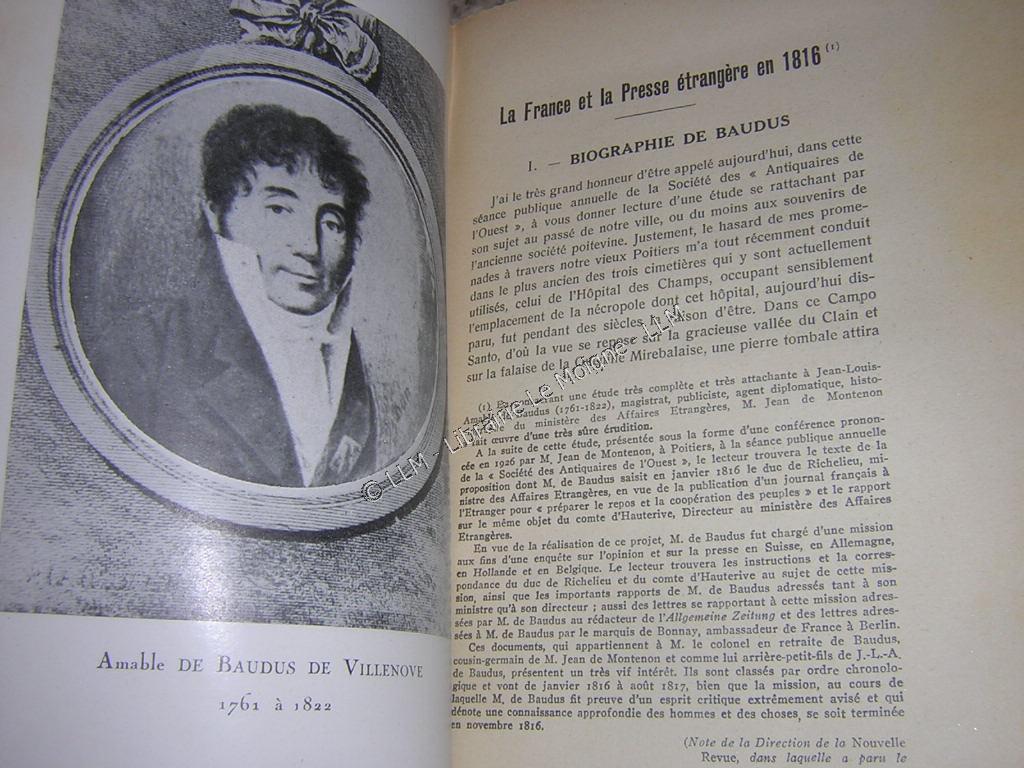 Amable DE BAUDUS DE VILLENOVE
1761 à 1822
La France et la Presse étrangère en 1816 (1)
I. — BIOGRAPHIE DE BAUDUS
J'ai le très grand honneur d'être appelé aujourd'hui, dans cette
séance publique annuelle de la Société des « Antiquaires de
l'Ouest », à vous donner lecture d'une étude se rattachant par
son sujet au passé de notre ville, ou du moins aux souvenirs de
l'ancienne société poitevine. Justement, le hasard de mes prome-
nades à travers notre vieux Poitiers m'a tout récemment conduit
dans le plus ancien des trois cimetières qui y sont actuellement
utilisés, celui de l'Hôpital des Champs, occupant sensiblement
l'emplacement de la nécropole dont cet hôpital, aujourd'hui dis-
paru, fut pendant des siècles la raison d'être. Dans ce Campo
Santo, d'où la vue se repose sur la gracieuse vallée du Clain et
sur la falaise de la Mirebalaise, une pierre tombale attira
(1) une étude très complète et très attachante à Jean-Louis-
Amable Baudus (1761-1822), magistrat, publiciste, agent diplomatique, histo-
du ministère des Affaires Etrangères, M. Jean de Montenon
fait œuvre d'une très sûre érudition.
A la suite de cette étude, présentée sous la forme d'une conférence pronon-
cée en 1926 par M. Jean de Montenon, à Poitiers, à la séance publique annuelle
de la « Société des Antiquaires de l'Ouest », le lecteur trouvera le texte de la
proposition dont M. de Baudus saisit en janvier 1816 le duc de Richelieu, mi-
nistre des Affaires Etrangères, en vue de la publication d'un journal français à
l'Etranger pour « préparer le repos et la coopération des peuples » et le rapport
sur le même objet du comte d'Hauterive, Directeur au ministère des Affaires
Etrangères.
En vue de la réalisation de ce projet, M. de Baudus fut chargé d'une mission
aux fins d'une enquête sur l'opinion et sur la presse en Suisse, en Allemagne,
en Hollande et en Belgique. Le lecteur trouvera les instructions et la corres-
pondance du duc de Richelieu et du comte d'Hauterive au sujet de cette mis-
sion, ainsi que les importants rapports de M. de Baudus adressés tant à son
ministre qu'à son directeur ; aussi des lettres se rapportant à cette mission adres-
sées par M. de Baudus au rédacteur de l'Allgemeine Zeitung et des lettres adres-
sées à M. de Baudus par le marquis de Bonnay, ambassadeur de France à Berlin.
Ces documents, qui appartiennent à M. le colonel en retraite de Baudus,
cousin-germain de M. Jean de Montenon et comme lui arrière-petit-fils de J.-L.-A.
de Baudus, présentent un très vif intérêt. Ils sont classés par ordre chronolo-
gique et vont de janvier 1816 à août 1817, bien que la mission, au cours de
laquelle M. de Baudus fit preuve d'un esprit critique extrêmement avisé et qui
dénote une connaissance approfondie des hommes et des choses, se soit terminée
en novembre 1816.
(Note de la Direction de la Nouvelle
Revue, dans laquelle a paru le
© LLM - Librairie Le Moigne - LLM